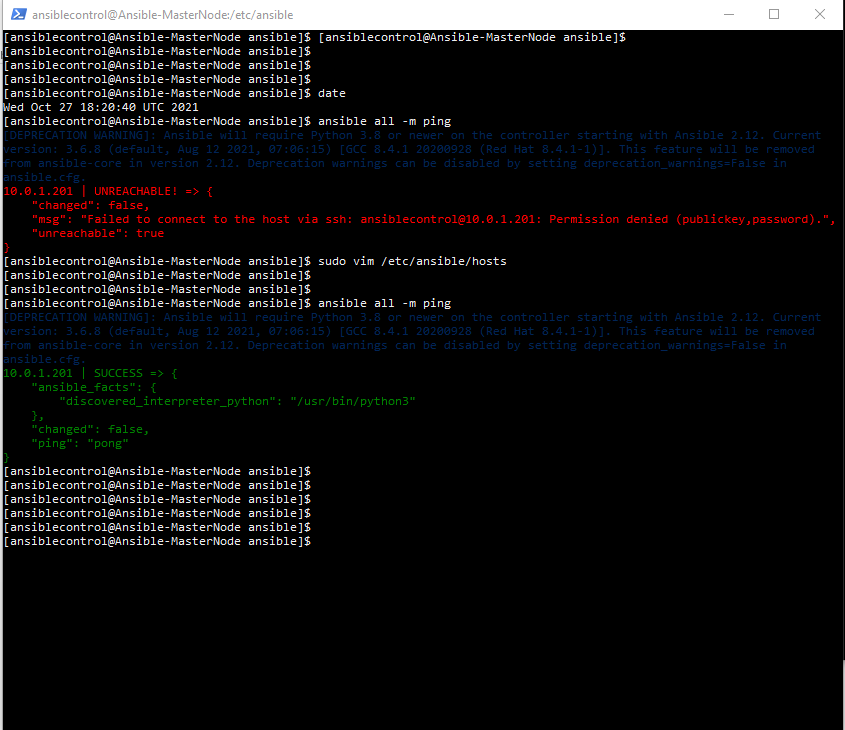 ansiblecontrol@Ansible-MasterNode:/etc/ansible
[ansiblecontrol@Ansible-MasterNode ansible]$ [ansiblecontrol@Ansible-MasterNode ansible]$
[ansiblecontrol@Ansible-MasterNode ansible]$
[ansiblecontrol@Ansible-MasterNode ansible]$
[ansiblecontrol@Ansible-MasterNode ansible]$
[ansiblecontrol@Ansible-MasterNode ansible]$ date
Wed Oct 27 18:20:40 UTC 2021
[ansiblecontrol@Ansible-MasterNode ansible]$ ansible all -m ping
[DEPRECATION WARNING]: Ansible will require Python 3.8 or newer on the controller starting with Ansible 2.12. Current
version: 3.6.8 (default, Aug 12 2021, 07:06:15) [GCC 8.4.1 20200928 (Red Hat 8.4.1-1)]. This feature will be removed
from ansible-core in version 2.12. Deprecation warnings can be disabled by setting deprecation_warnings=False in
ansible.cfg.
10.0.1.201 | UNREACHABLE! => {
    "changed": false,
    "msg": "Failed to connect to the host via ssh: ansiblecontrol@10.0.1.201: Permission denied (publickey,password).",
    "unreachable": true
}
[ansiblecontrol@Ansible-MasterNode ansible]$ sudo vim /etc/ansible/hosts
[ansiblecontrol@Ansible-MasterNode ansible]$
[ansiblecontrol@Ansible-MasterNode ansible]$
[ansiblecontrol@Ansible-MasterNode ansible]$ ansible all -m ping
[DEPRECATION WARNING]: Ansible will require Python 3.8 or newer on the controller starting with Ansible 2.12. Current
version: 3.6.8 (default, Aug 12 2021, 07:06:15) [GCC 8.4.1 20200928 (Red Hat 8.4.1-1)]. This feature will be removed
from ansible-core in version 2.12. Deprecation warnings can be disabled by setting deprecation_warnings=False in
ansible.cfg.
10.0.1.201 | SUCCESS => {
    "ansible_facts": {
        "discovered_interpreter_python": "/usr/bin/python3"
    },
    "changed": false,
    "ping": "pong"
}
[ansiblecontrol@Ansible-MasterNode ansible]$
[ansiblecontrol@Ansible-MasterNode ansible]$
[ansiblecontrol@Ansible-MasterNode ansible]$
[ansiblecontrol@Ansible-MasterNode ansible]$
[ansiblecontrol@Ansible-MasterNode ansible]$
[ansiblecontrol@Ansible-MasterNode ansible]$